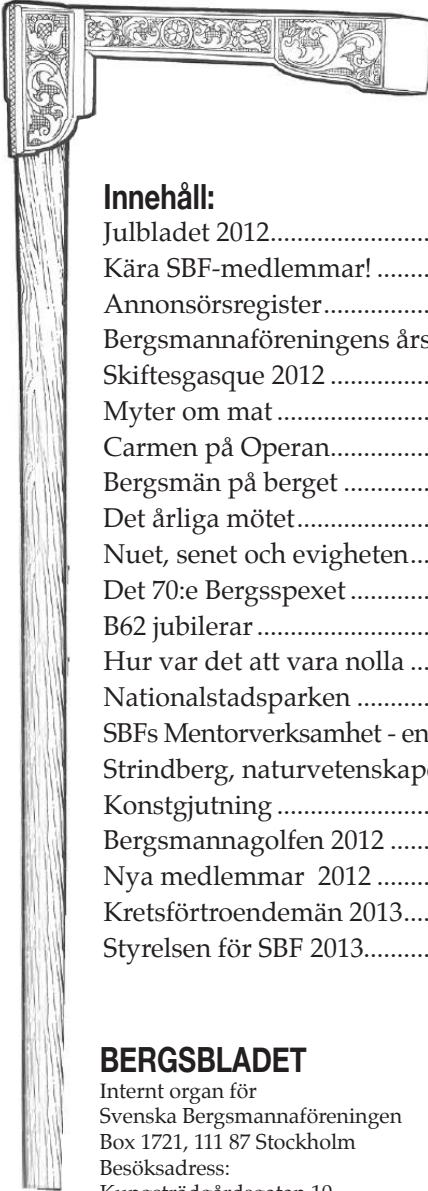 Innehåll:
Julbladet 2012............................
Kära SBF-medlemmar! .........
Annonsörsregister..................
Bergsmannaföreningens års
Skiftesgasque 2012 .................
Myter om mat ..........................
Carmen på Operan.................
Bergsmän på berget ...............
Det årliga mötet.......................
Nuet, senet och evigheten....
Det 70:e Bergsspexet ..............
B62 jubilerar .............................
Hur var det att vara nolla ....
Nationalstadsparken .............
SBFs Mentorverksamhet - en
Strindberg, naturvetenskap
Konstgjutning ..........................
Bergsmannagolfen 2012 .......
Nya medlemmar 2012 .........
Kretsförtroendemän 2013.....
Styrelsen för SBF 2013...........
BERGSBLADET
Internt organ för
Svenska Bergsmannaföreningen
Box 1721, 111 87 Stockholm
Besöksadress:
Kungsträdgårdsgatan 10